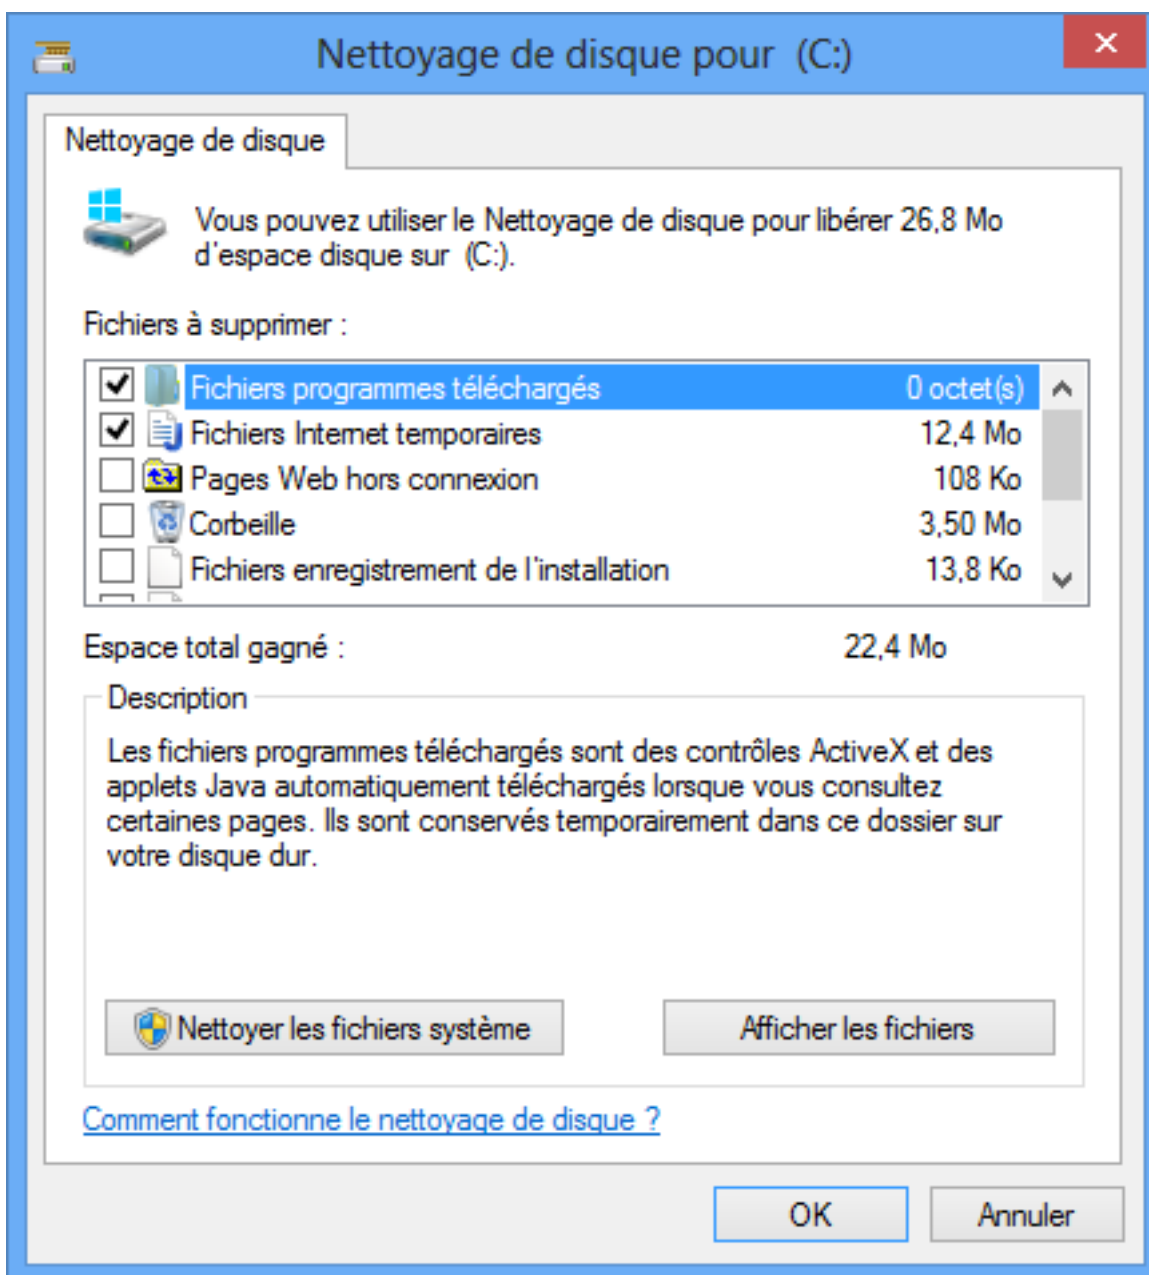 Nettoyage de disque pour (C:)
Nettoyage de disque
Vous pouvez utiliser le Nettoyage de disque pour libérer 26,8 Mo
d'espace disque sur (C:).
Fichiers à supprimer :
Fichiers programmes téléchargés 0 octet(s)
Fichiers Internet temporaires 12,4 Mo
Pages Web hors connexion 108 Ko
Corbeille 3,50 Mo
Fichiers enregistrement de l'installation 13,8 Ko
Espace total gagné : 22,4 Mo
Description
Les fichiers programmes téléchargés sont des contrôles ActiveX et des
applets Java automatiquement téléchargés lorsque vous consultez
certaines pages. Ils sont conservés temporairement dans ce dossier sur
votre disque dur.
Nettoyer les fichiers système Afficher les fichiers
Comment fonctionne le nettoyage de disque ?
OK Annuler